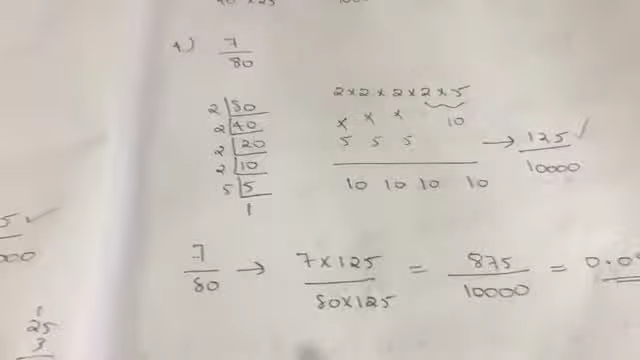 4) 7/80
2 | 80
2 | 40
2 | 20
2 | 10
5 | 5
1
2 × 2 × 2 × 2 × 5
× × × 10
5 5 5
10 10 10 10
→ 125/10000 ✓
7/80 → 7×125/80×125 = 875/10000 = 0.0
25
3